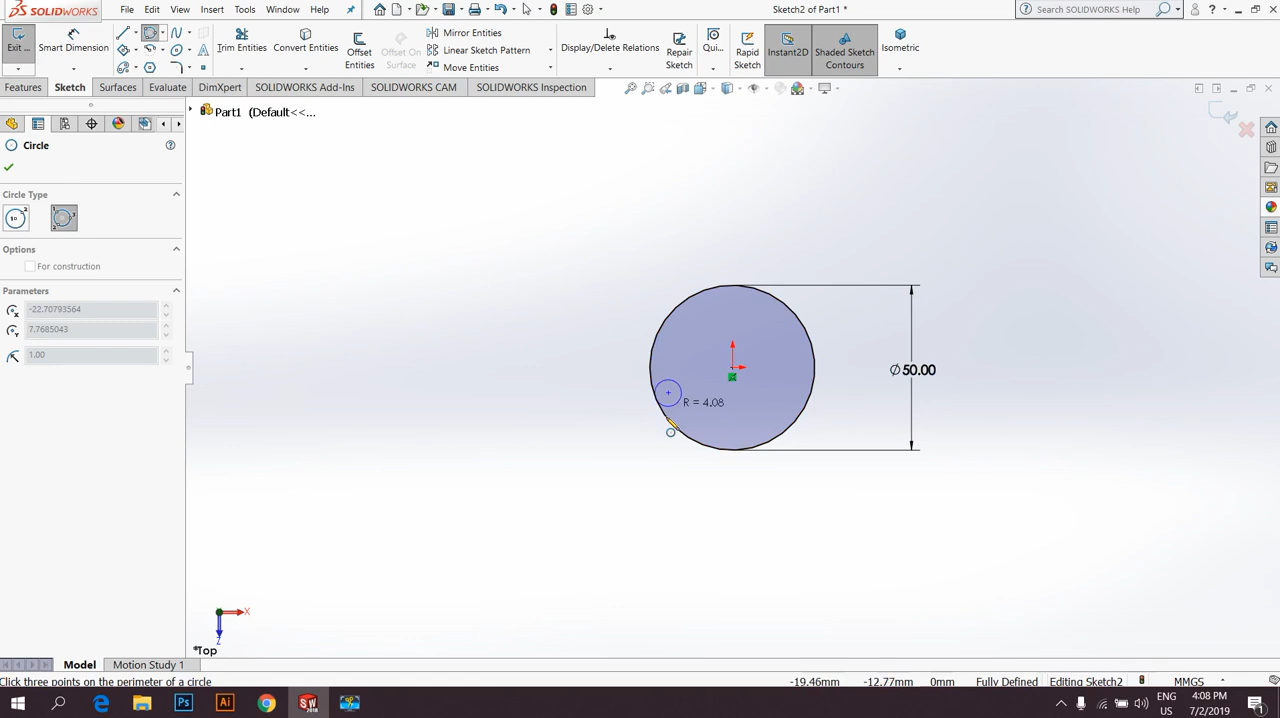 SOLIDWORKS
File Edit View Insert Tools Window Help
Sketch2 of Part1 *
Search SOLIDWORKS Help
Exit ...
Smart Dimension
Trim Entities
Convert Entities
Offset Entities
Offset On Surface
Mirror Entities
Linear Sketch Pattern
Move Entities
Display/Delete Relations
Repair Sketch
Qui...
Rapid Sketch
Instant2D
Shaded Sketch Contours
Isometric
Features Sketch Surfaces Evaluate DimXpert SOLIDWORKS Add-Ins SOLIDWORKS CAM SOLIDWORKS Inspection
Part1 (Default<<...
Circle
Circle Type
Options
For construction
Parameters
-22.70793564
7.7685043
1.00
R = 4.08
Ø50.00
X
Z
*Top
Model Motion Study 1
Click three points on the perimeter of a circle
-19.46mm -12.77mm 0mm Fully Defined Editing Sketch2 MMGS
ENG 4:08 PM
US 7/2/2019